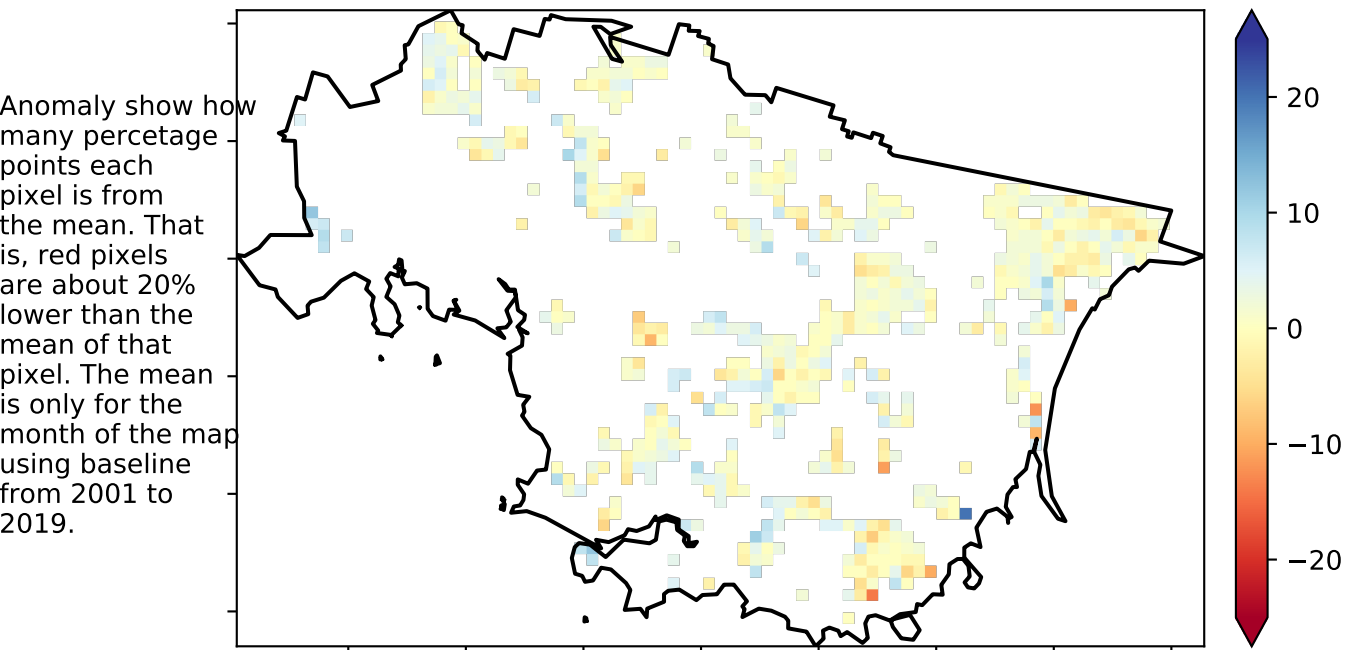 Anomaly show how
many percetage
points each
pixel is from
the mean. That
is, red pixels
are about 20%
lower than the
mean of that
pixel. The mean
is only for the
month of the map
using baseline
from 2001 to
2019.
20
10
0
−10
−20